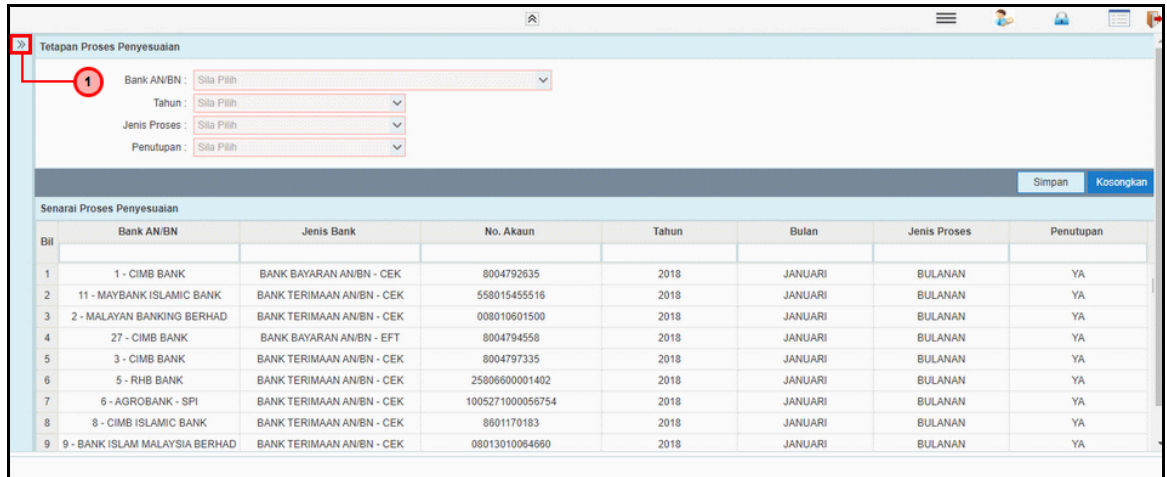 Tetapan Proses Penyesuaian
1
Bank AN/BN : Sila Pilih
Tahun : Sila Pilih
Jenis Proses : Sila Pilih
Penutupan : Sila Pilih
Simpan Kosongkan
Senarai Proses Penyesuaian
Bil Bank AN/BN Jenis Bank No. Akaun Tahun Bulan Jenis Proses Penutupan
1 1 - CIMB BANK BANK BAYARAN AN/BN - CEK 8004792635 2018 JANUARI BULANAN YA
2 11 - MAYBANK ISLAMIC BANK BANK TERIMAAN AN/BN - CEK 558015455516 2018 JANUARI BULANAN YA
3 2 - MALAYAN BANKING BERHAD BANK TERIMAAN AN/BN - CEK 008010601500 2018 JANUARI BULANAN YA
4 27 - CIMB BANK BANK BAYARAN AN/BN - EFT 8004794558 2018 JANUARI BULANAN YA
5 3 - CIMB BANK BANK TERIMAAN AN/BN - CEK 8004797335 2018 JANUARI BULANAN YA
6 5 - RHB BANK BANK TERIMAAN AN/BN - CEK 25806600001402 2018 JANUARI BULANAN YA
7 6 - AGROBANK - SPI BANK TERIMAAN AN/BN - CEK 1005271000056754 2018 JANUARI BULANAN YA
8 8 - CIMB ISLAMIC BANK BANK TERIMAAN AN/BN - CEK 8601170183 2018 JANUARI BULANAN YA
9 9 - BANK ISLAM MALAYSIA BERHAD BANK TERIMAAN AN/BN - CEK 08013010064660 2018 JANUARI BULANAN YA